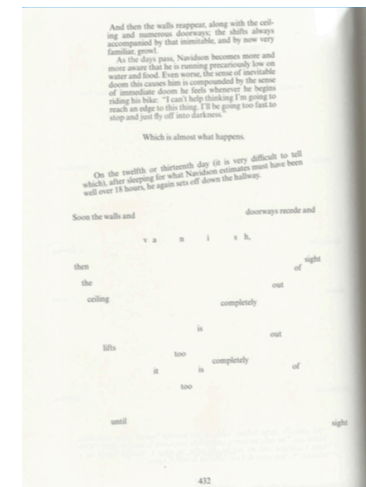 And then the walls reappear, along with the ceil-
ing and numerous doorways; the shifts always
accompanied by that inimitable, and by now very
familiar, growl.
As the days pass, Navidson becomes more and
more aware that he is running precariously low on
water and food. Even worse, the sense of inevitable
doom this causes him is compounded by the sense
of immediate doom he feels whenever he begins
riding his bike: "I can't help thinking I'm going to
reach an edge to this thing. I'll be going too fast to
stop and just fly off into darkness."
Which is almost what happens.
On the twelfth or thirteenth day (it is very difficult to tell
which), after sleeping for what Navidson estimates must have been
well over 18 hours, he again sets off down the hallway.
Soon the walls and doorways recede and
v a n i s h,
sight
then of
the out
ceiling completely
is
out
lifts
too
completely
it is of
too
until sight
432